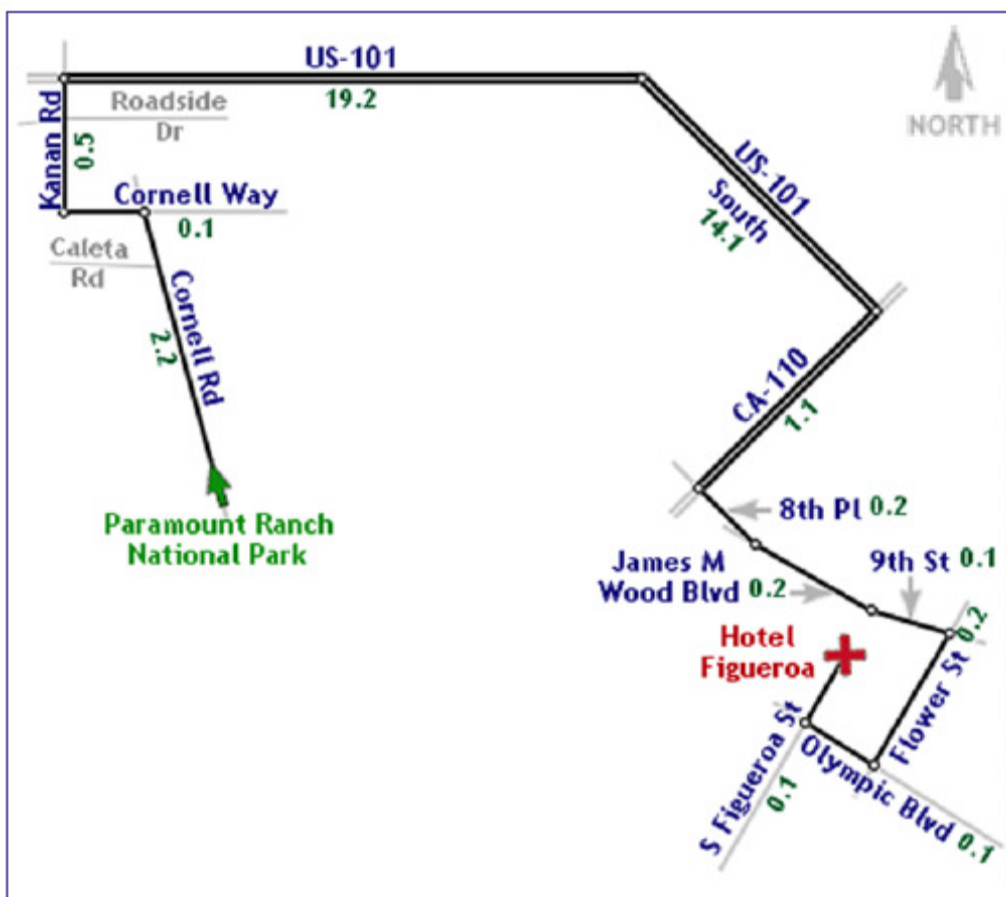 US-101
19.2
Roadside
Dr
NORTH
Kanan Rd
0.5
US-101
South
14.1
Cornell Way
0.1
Caleta
Rd
Cornell Rd
2.2
CA-110
1.1
Paramount Ranch
National Park
8th Pl 0.2
James M
Wood Blvd 0.2
9th St 0.1
0.2
Hotel
Figueroa
Flower St
S Figueroa St
0.1
Olympic Blvd 0.1